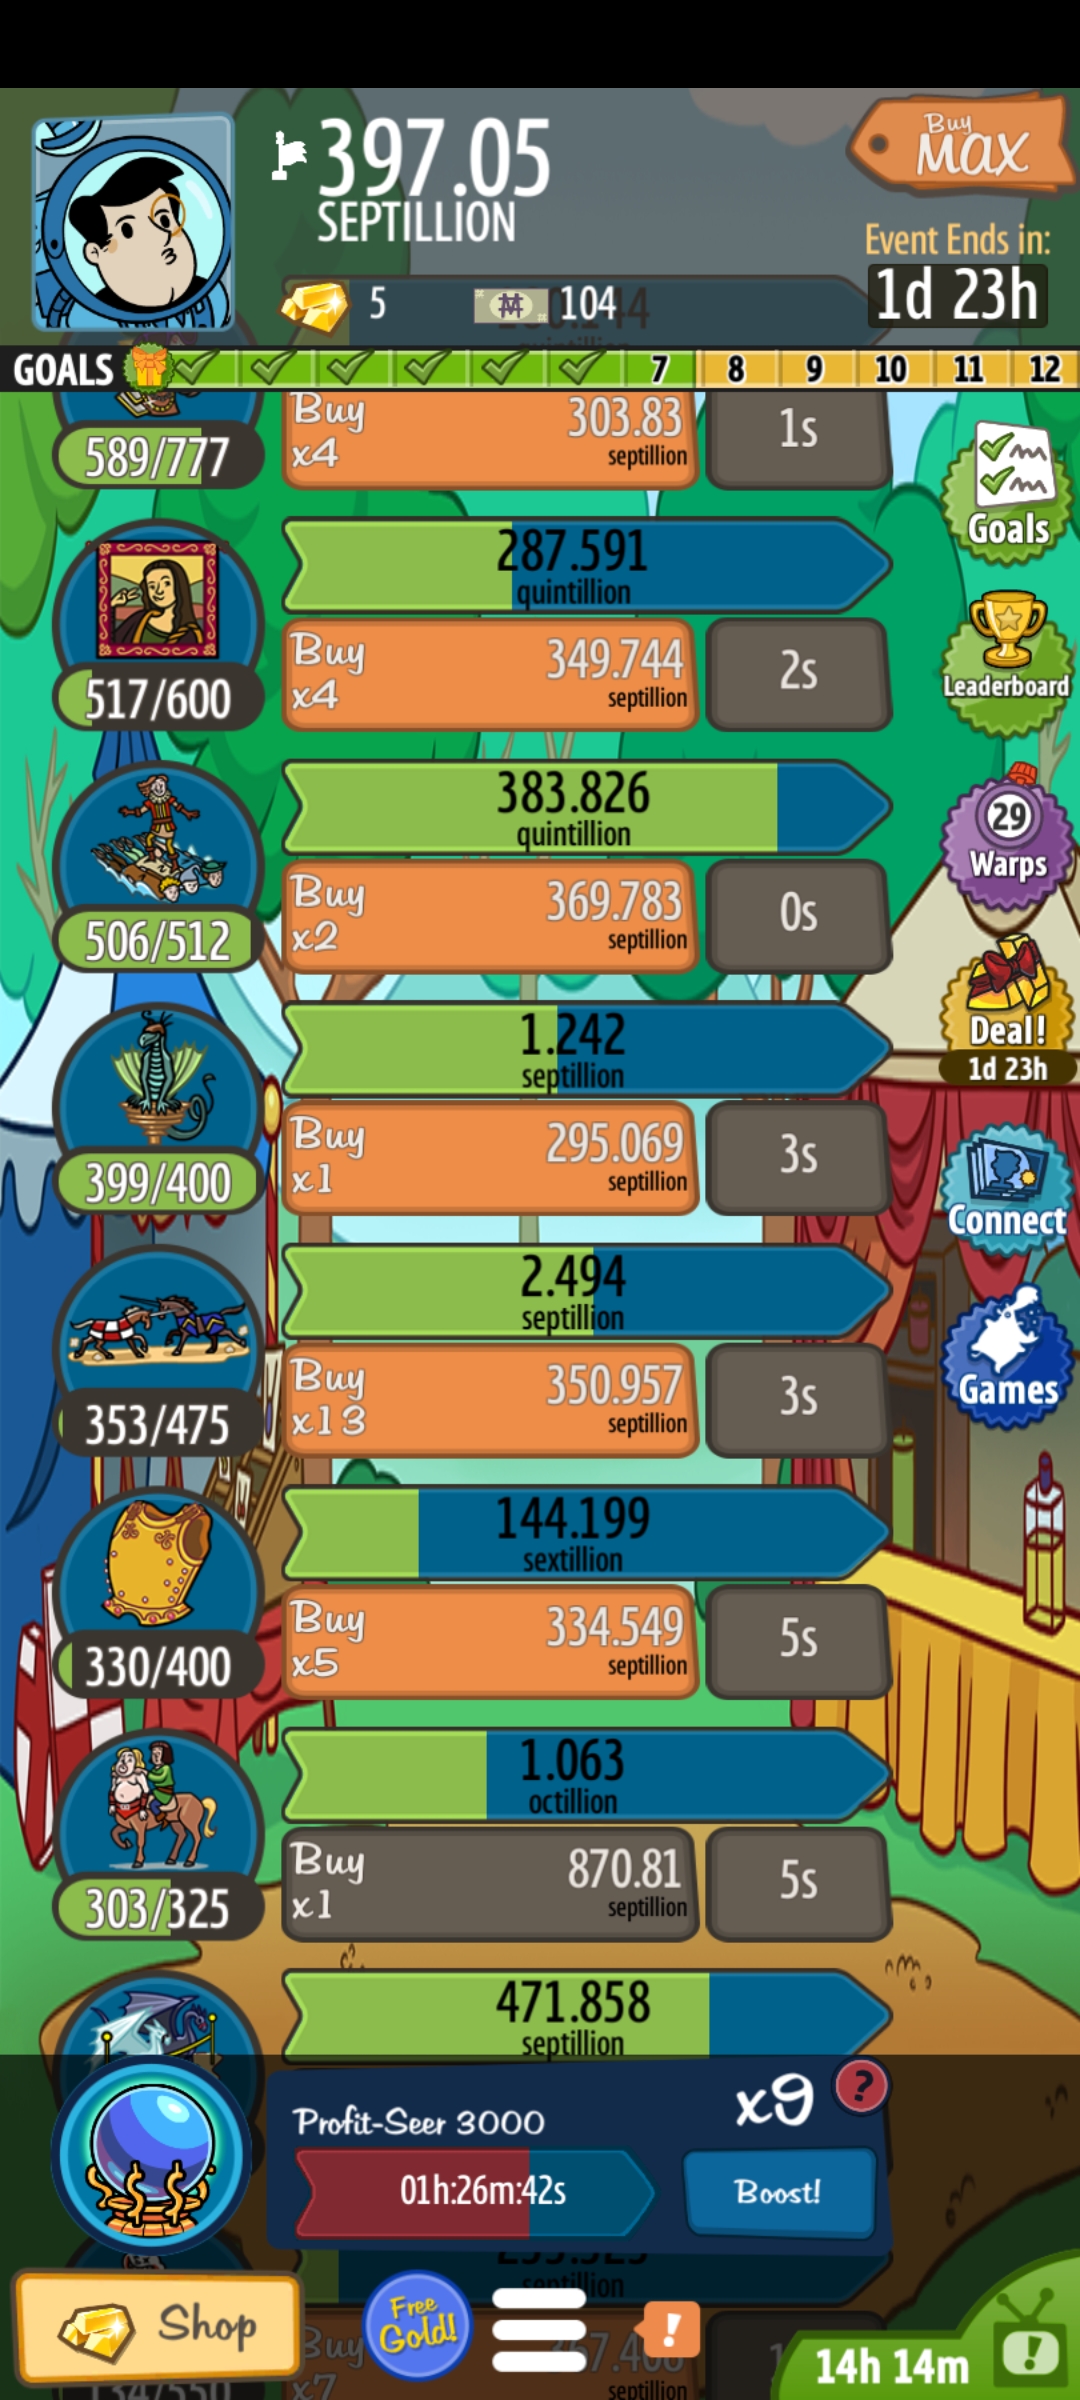 397.05
SEPTILLION
Buy
MAX
Event Ends in:
1d 23h
5
104
GOALS
7
8
9
10
11
12
Buy
x4
303.83
septillion
1s
589/777
Goals
287.591
quintillion
Buy
x4
349.744
septillion
2s
517/600
Leaderboard
383.826
quintillion
Buy
x2
369.783
septillion
0s
506/512
29
Warps
Deal!
1d 23h
1.242
septillion
Buy
x1
295.069
septillion
3s
399/400
Connect
2.494
septillion
Buy
x13
350.957
septillion
3s
353/475
Games
144.199
sextillion
Buy
x5
334.549
septillion
5s
330/400
1.063
octillion
Buy
x1
870.81
septillion
5s
303/325
471.858
septillion
Profit-Seer 3000
x9
?
01h:26m:42s
Boost!
septillion
Shop
Free
Gold!
!
Buy
x7
septillion
14h 14m
!